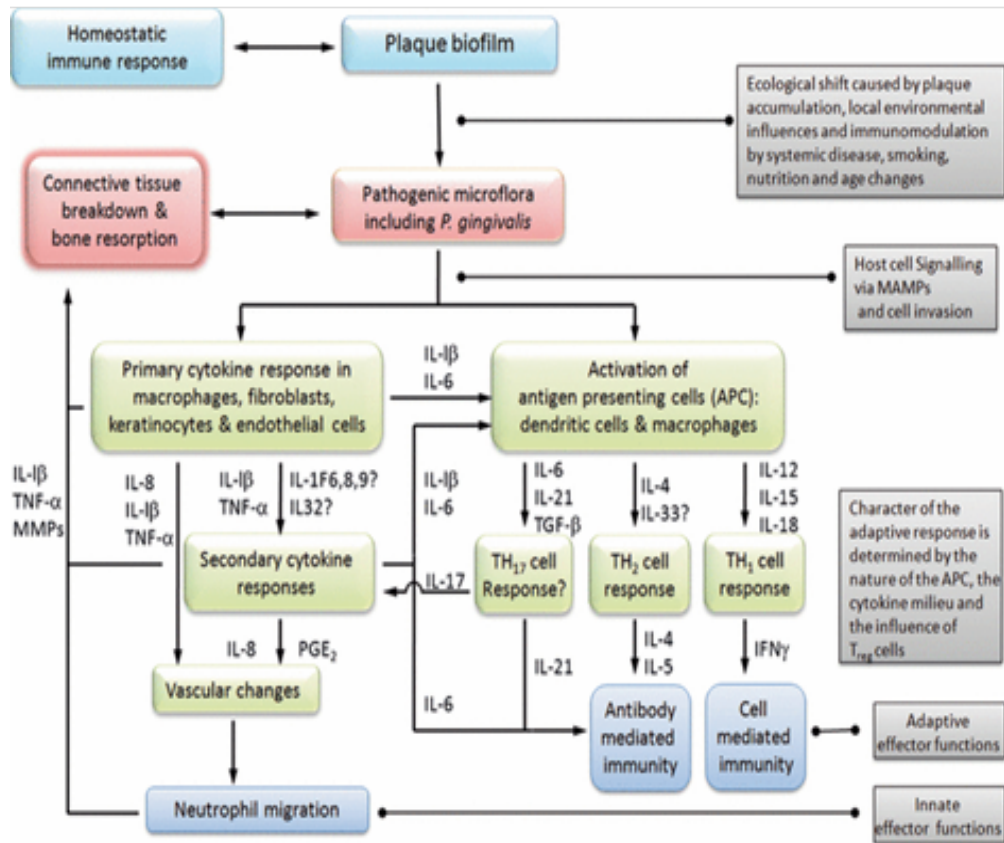 Homeostatic
immune response
Plaque biofilm
Ecological shift caused by plaque
accumulation, local environmental
influences and immunomodulation
by systemic disease, smoking,
nutrition and age changes
Connective tissue
breakdown &
bone resorption
Pathogenic microflora
including P. gingivalis
Host cell Signalling
via MAMPs
and cell invasion
Primary cytokine response in
macrophages, fibroblasts,
keratinocytes & endothelial cells
IL-Iβ
IL-6
Activation of
antigen presenting cells (APC):
dendritic cells & macrophages
IL-Iβ
TNF-α
MMPs
IL-8
IL-Iβ
TNF-α
IL-Iβ
TNF-α
IL-1F6,8,9?
IL32?
IL-Iβ
IL-6
IL-6
IL-21
TGF-β
IL-4
IL-33?
IL-12
IL-15
IL-18
Character of the
adaptive response is
determined by the
nature of the APC, the
cytokine milieu and
the influence of
Treg cells
Secondary cytokine
responses
IL-17
TH17 cell
Response?
TH2 cell
response
TH1 cell
response
IL-8
PGE2
IL-21
IL-4
IL-5
IFNγ
Vascular changes
IL-6
Antibody
mediated
immunity
Cell
mediated
immunity
Adaptive
effector functions
Neutrophil migration
Innate
effector functions